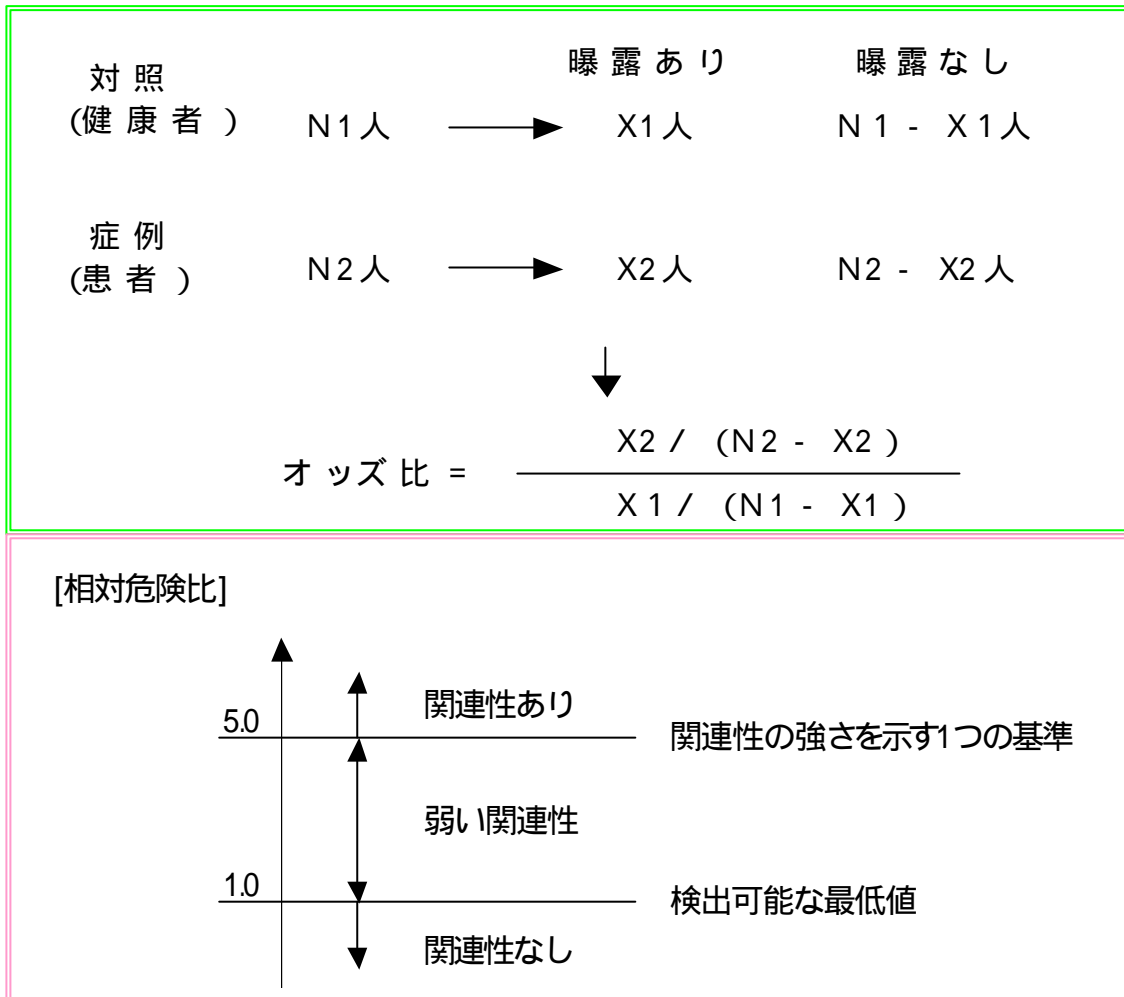 曝露あり 曝露なし
対照
(健康者) N1人 X1人 N1 - X1人
症例
(患者) N2人 X2人 N2 - X2人
X2 / (N2 - X2)
オッズ比 =
X1 / (N1 - X1)
[相対危険比]
関連性あり
5.0 関連性の強さを示す1つの基準
弱い関連性
1.0 検出可能な最低値
関連性なし